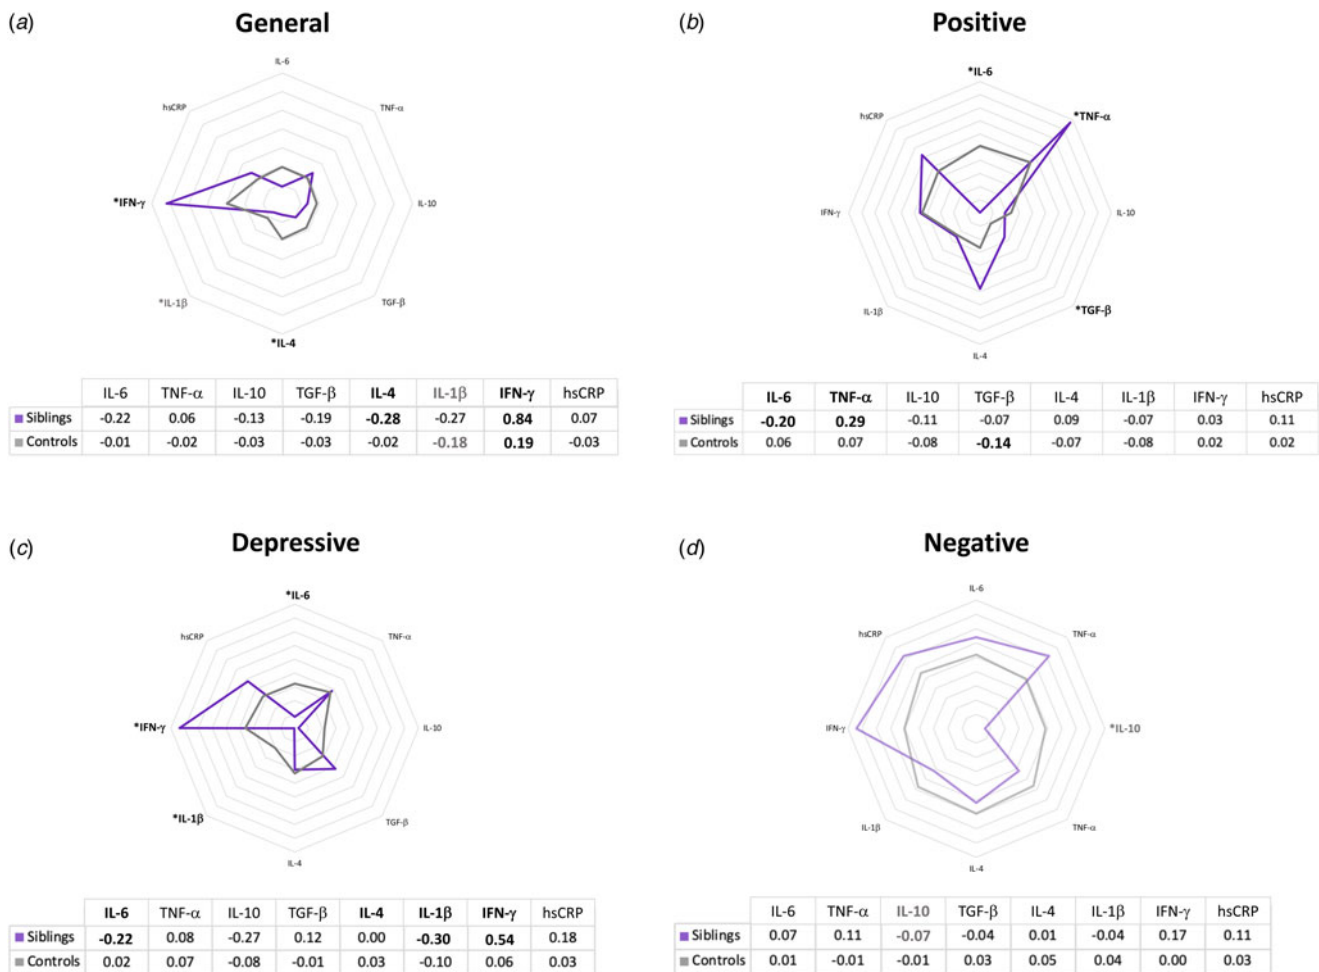 (a) General
IL-6
hsCRP TNF-α
*IFN-γ IL-10
*IL-1β TGF-β
*IL-4
IL-6 TNF-α IL-10 TGF-β IL-4 IL-1β IFN-γ hsCRP
Siblings -0.22 0.06 -0.13 -0.19 -0.28 -0.27 0.84 0.07
Controls -0.01 -0.02 -0.03 -0.03 -0.02 -0.18 0.19 -0.03
(b) Positive
*IL-6
hsCRP *TNF-α
IFN-γ IL-10
IL-1β *TGF-β
IL-4
IL-6 TNF-α IL-10 TGF-β IL-4 IL-1β IFN-γ hsCRP
Siblings -0.20 0.29 -0.11 -0.07 0.09 -0.07 0.03 0.11
Controls 0.06 0.07 -0.08 -0.14 -0.07 -0.08 0.02 0.02
(c) Depressive
*IL-6
hsCRP TNF-α
*IFN-γ IL-10
*IL-1β TGF-β
IL-4
IL-6 TNF-α IL-10 TGF-β IL-4 IL-1β IFN-γ hsCRP
Siblings -0.22 0.08 -0.27 0.12 0.00 -0.30 0.54 0.18
Controls 0.02 0.07 -0.08 -0.01 0.03 -0.10 0.06 0.03
(d) Negative
IL-6
hsCRP TNF-α
IFN-γ *IL-10
IL-1β TNF-α
IL-4
IL-6 TNF-α IL-10 TGF-β IL-4 IL-1β IFN-γ hsCRP
Siblings 0.07 0.11 -0.07 -0.04 0.01 -0.04 0.17 0.11
Controls 0.01 -0.01 -0.01 0.03 0.05 0.04 0.00 0.03